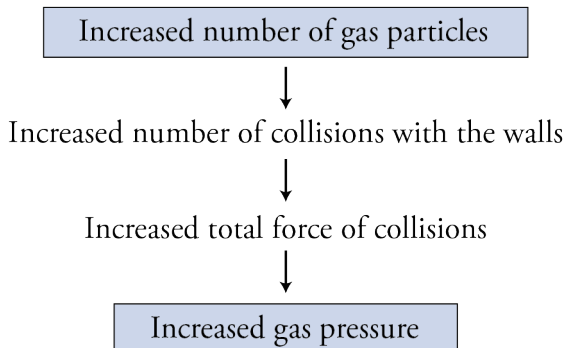 Increased number of gas particles
Increased number of collisions with the walls
Increased total force of collisions
Increased gas pressure